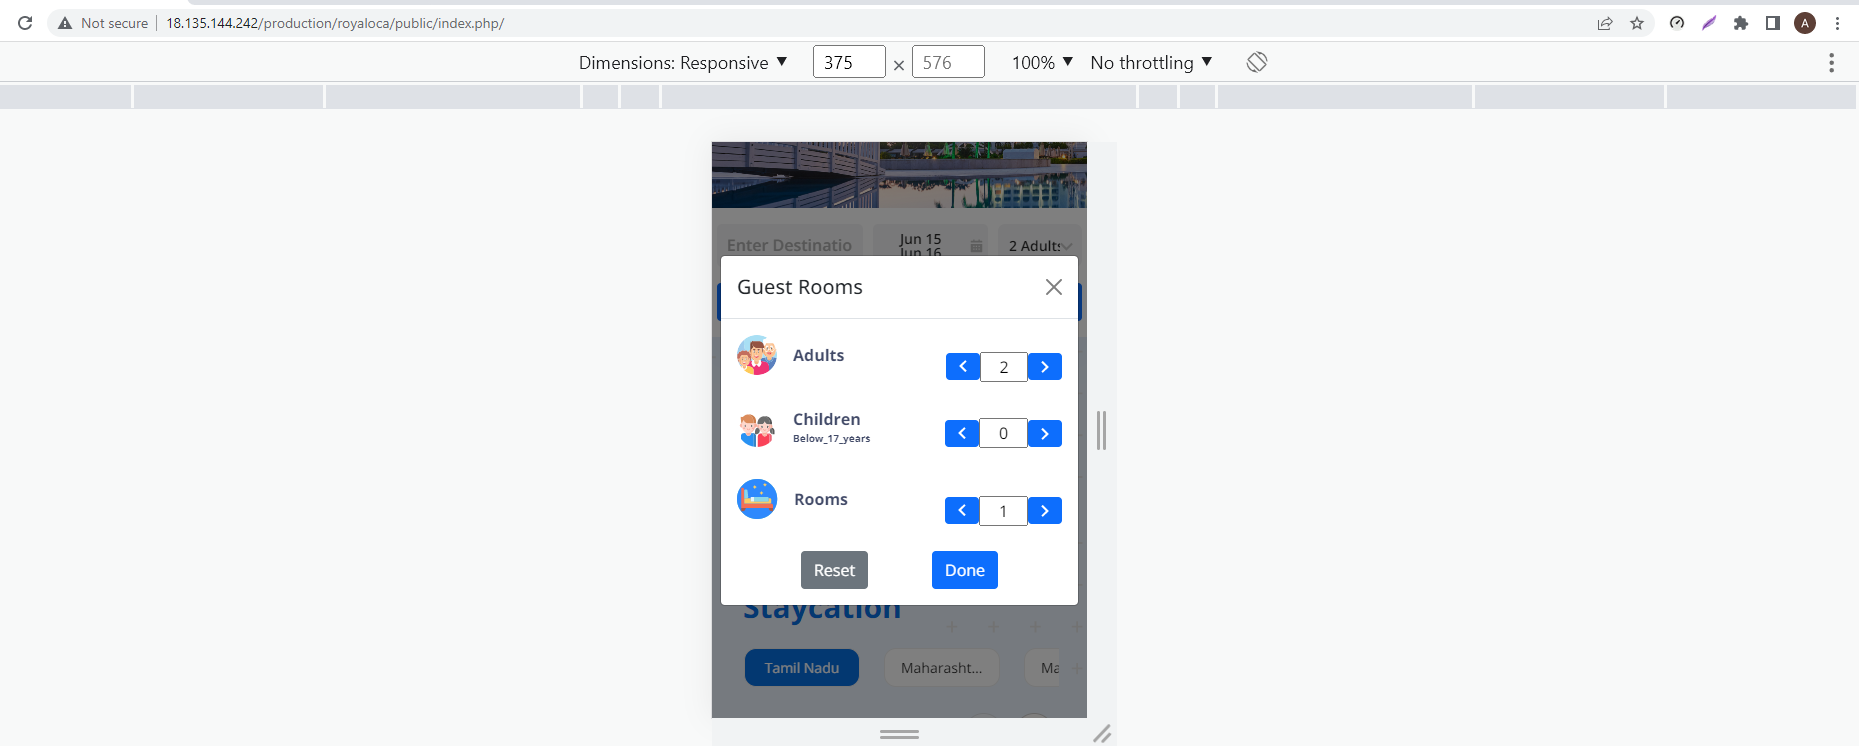 Not secure 18.135.144.242/production/royaloca/public/index.php/
A
Dimensions: Responsive 375 × 576 100% No throttling
Enter Destinatio
Jun 15
Jun 16
2 Adults
Guest Rooms
Adults
2
Children
Below_17_years
0
Rooms
1
Reset Done
Staycation
Tamil Nadu Maharasht... Ma